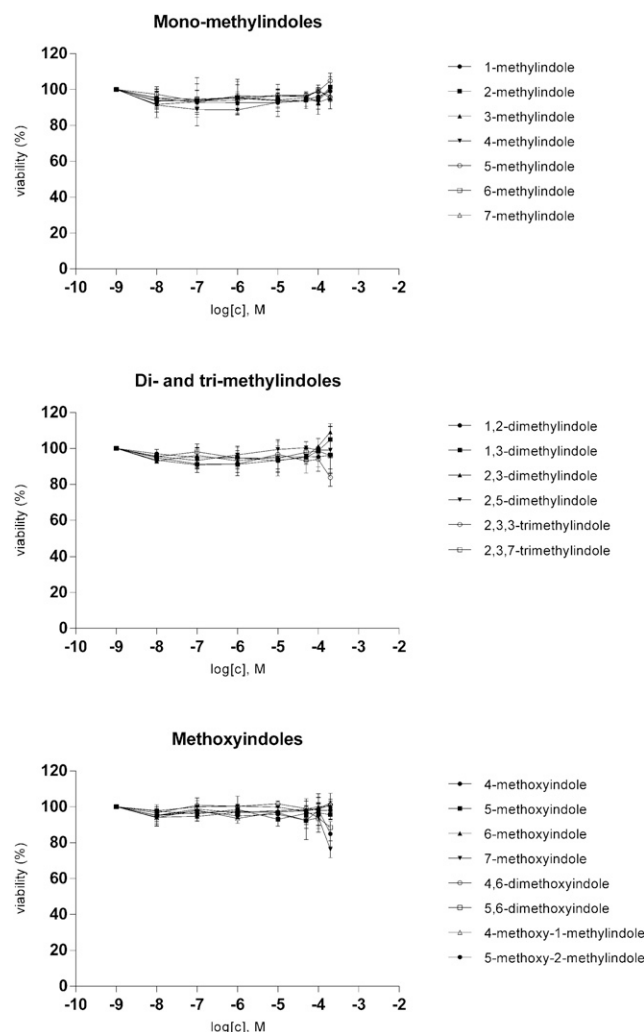 Mono-methylindoles
120
100
80
60
40
20
0
viability (%)
-10 -9 -8 -7 -6 -5 -4 -3 -2
log[c], M
1-methylindole
2-methylindole
3-methylindole
4-methylindole
5-methylindole
6-methylindole
7-methylindole
Di- and tri-methylindoles
120
100
80
60
40
20
0
viability (%)
-10 -9 -8 -7 -6 -5 -4 -3 -2
log[c], M
1,2-dimethylindole
1,3-dimethylindole
2,3-dimethylindole
2,5-dimethylindole
2,3,3-trimethylindole
2,3,7-trimethylindole
Methoxyindoles
120
100
80
60
40
20
0
viability (%)
-10 -9 -8 -7 -6 -5 -4 -3 -2
log[c], M
4-methoxyindole
5-methoxyindole
6-methoxyindole
7-methoxyindole
4,6-dimethoxyindole
5,6-dimethoxyindole
4-methoxy-1-methylindole
5-methoxy-2-methylindole